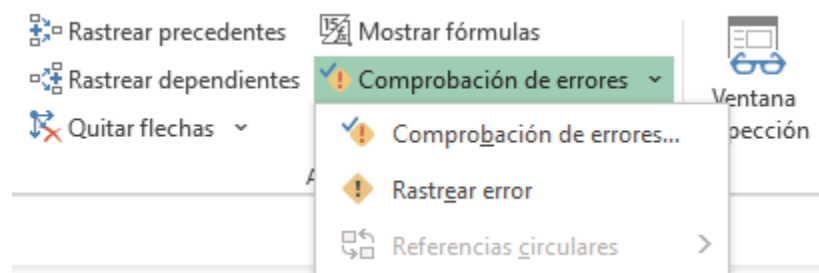 Rastrear precedentes
Mostrar fórmulas
Rastrear dependientes
Comprobación de errores
Ventana
Quitar flechas
Comprobación de errores...
pección
Rastrear error
Referencias circulares